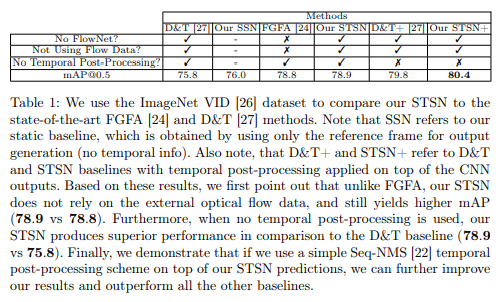 Methods
D&T [27] Our SSN FGFA [24] Our STSN D&T+ [27] Our STSN+
No FlowNet? ✓ - ✗ ✓ ✓ ✓
Not Using Flow Data? ✓ - ✗ ✓ ✓ ✓
No Temporal Post-Processing? ✓ - ✓ ✓ ✗ ✗
mAP@0.5 75.8 76.0 78.8 78.9 79.8 80.4
Table 1: We use the ImageNet VID [26] dataset to compare our STSN to the
state-of-the-art FGFA [24] and D&T [27] methods. Note that SSN refers to our
static baseline, which is obtained by using only the reference frame for output
generation (no temporal info). Also note, that D&T+ and STSN+ refer to D&T
and STSN baselines with temporal post-processing applied on top of the CNN
outputs. Based on these results, we first point out that unlike FGFA, our STSN
does not rely on the external optical flow data, and still yields higher mAP
(78.9 vs 78.8). Furthermore, when no temporal post-processing is used, our
STSN produces superior performance in comparison to the D&T baseline (78.9
vs 75.8). Finally, we demonstrate that if we use a simple Seq-NMS [22] temporal
post-processing scheme on top of our STSN predictions, we can further improve
our results and outperform all the other baselines.